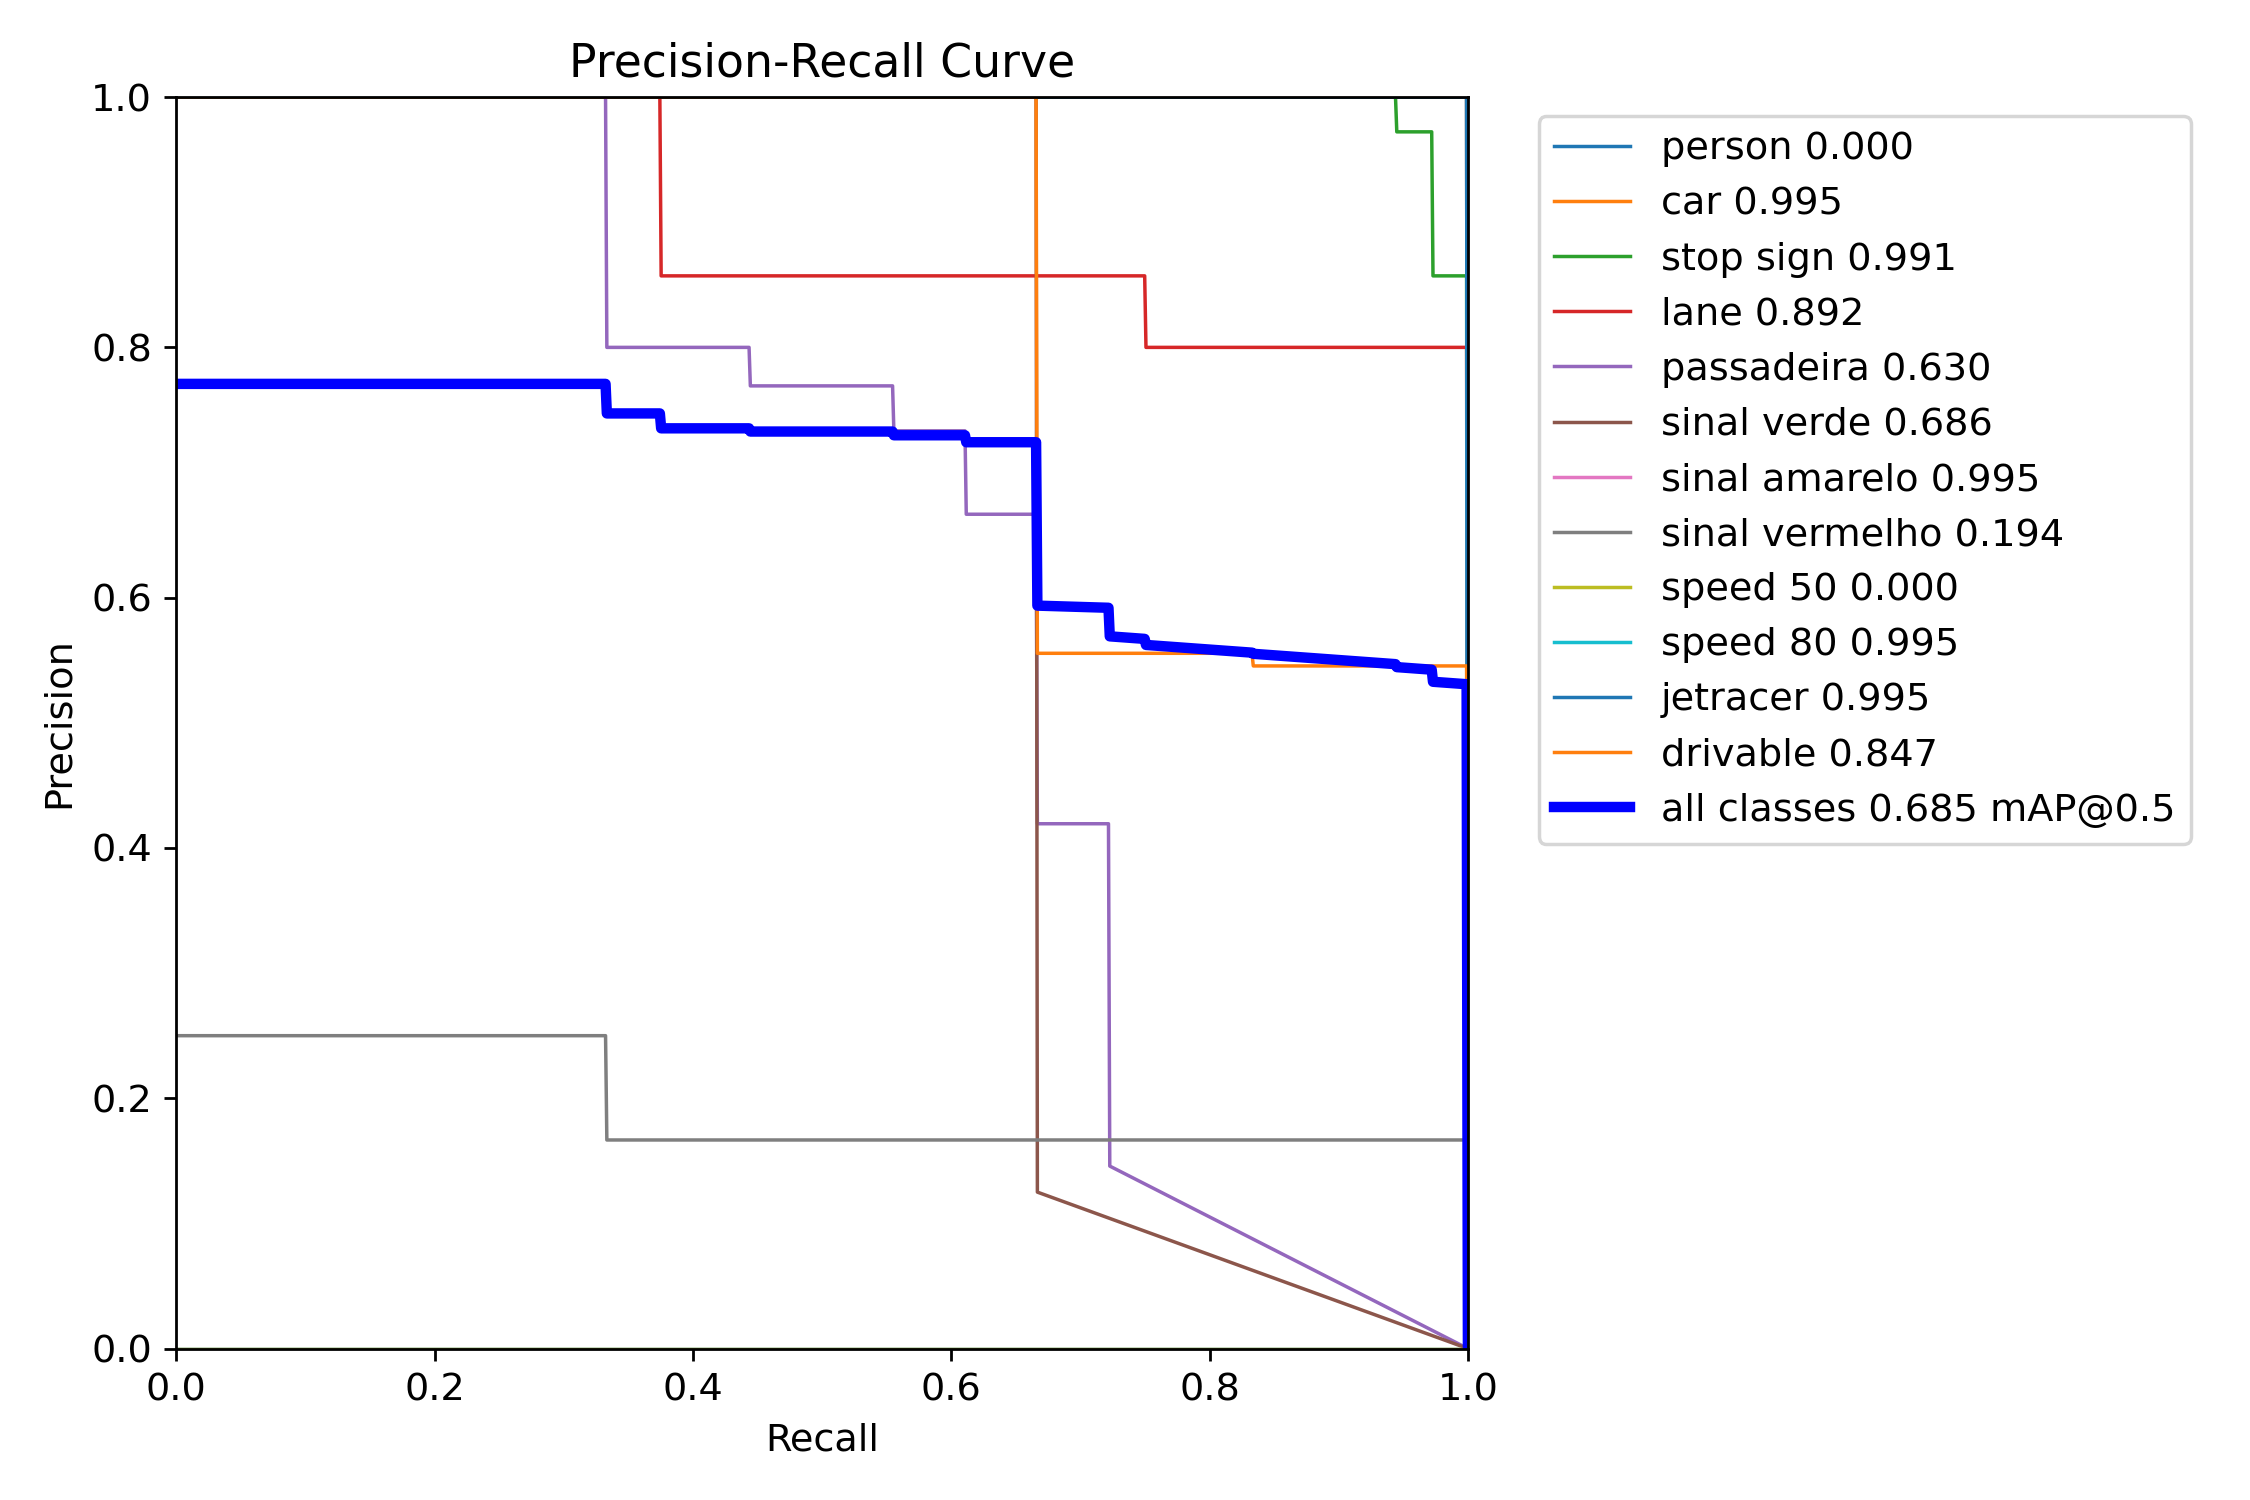 Precision-Recall Curve
1.0
0.8
0.6
0.4
0.2
0.0
Precision
0.0 0.2 0.4 0.6 0.8 1.0
Recall
person 0.000
car 0.995
stop sign 0.991
lane 0.892
passadeira 0.630
sinal verde 0.686
sinal amarelo 0.995
sinal vermelho 0.194
speed 50 0.000
speed 80 0.995
jetracer 0.995
drivable 0.847
all classes 0.685 mAP@0.5